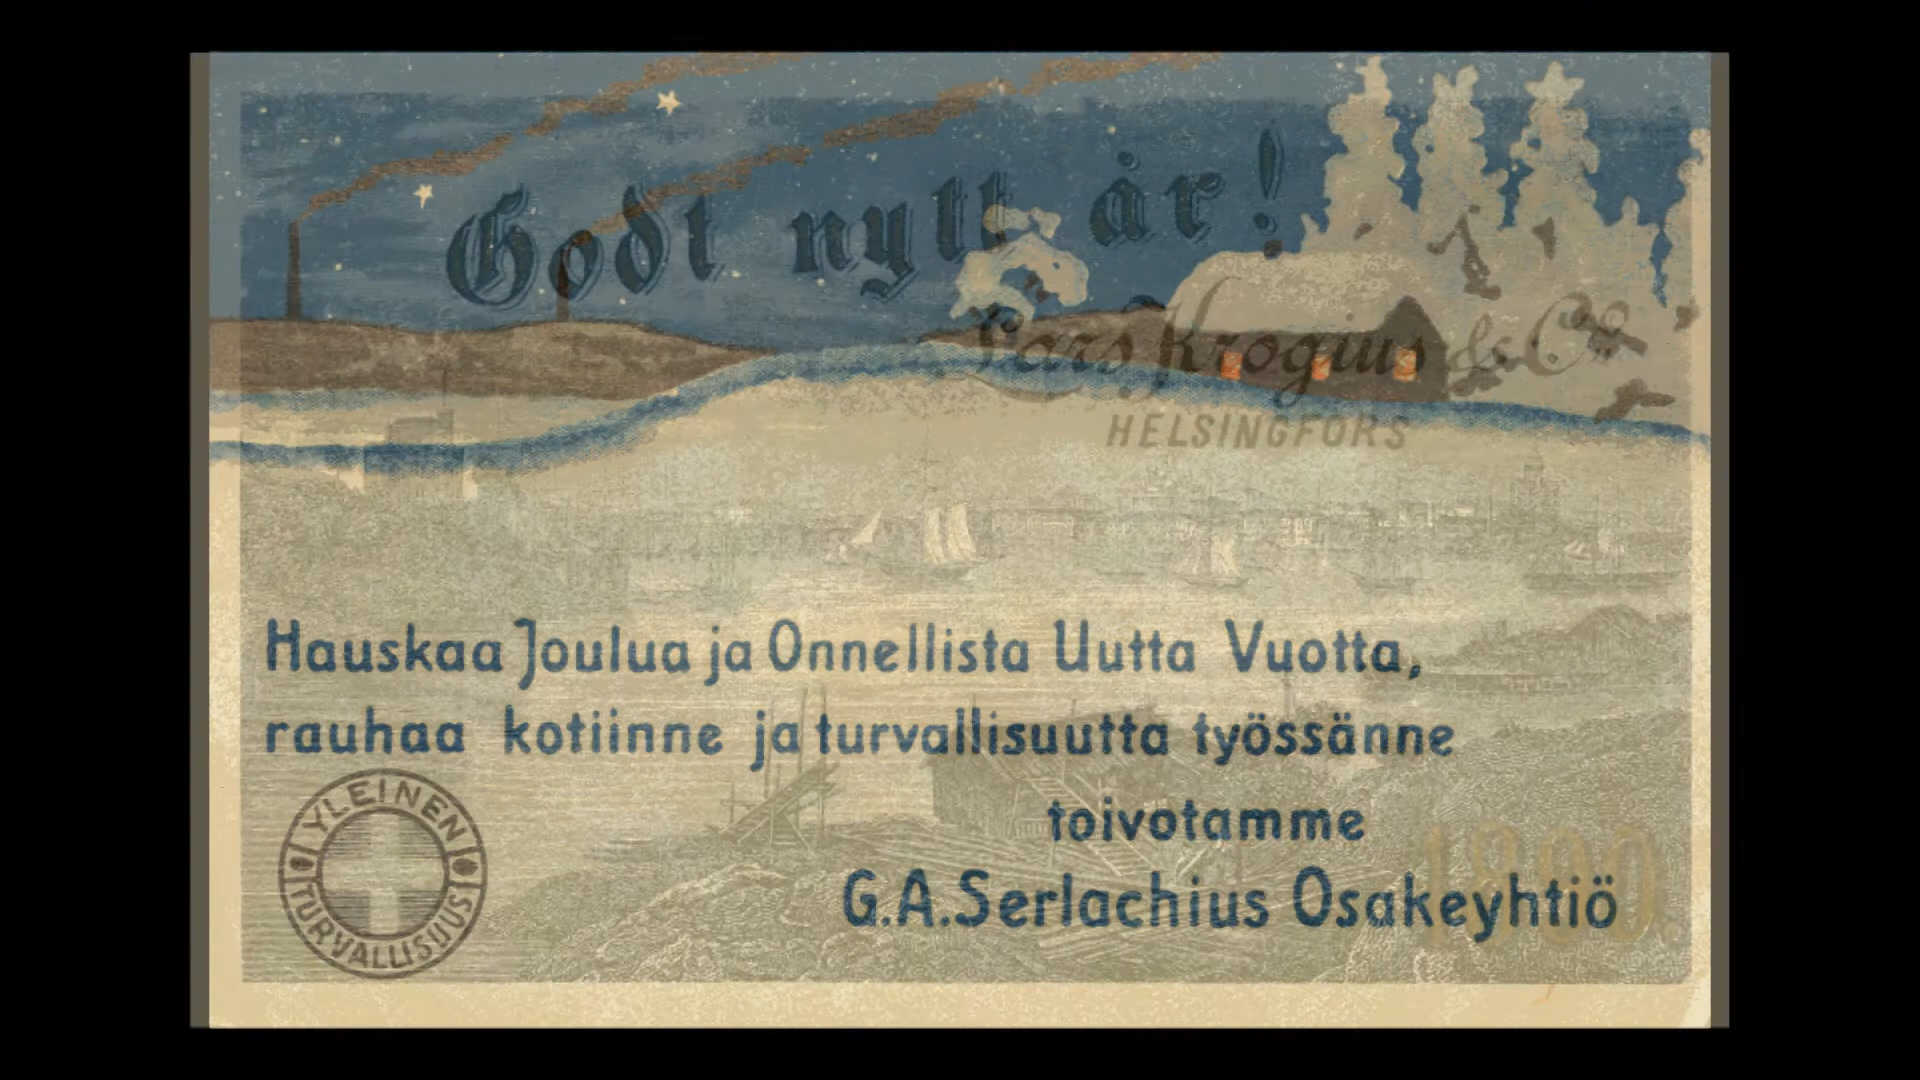 Godt nytt år!
Lars Krogius & Co
HELSINGFORS
Hauskaa Joulua ja Onnellista Uutta Vuotta,
rauhaa kotiinne ja turvallisuutta työssänne
toivotamme
G.A. Serlachius Osakeyhtiö
YLEINEN
TURVALLISUUS